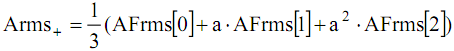 Arms₊ = 1/3 (AFrms[0] + a · AFrms[1] + a² · AFrms[2])